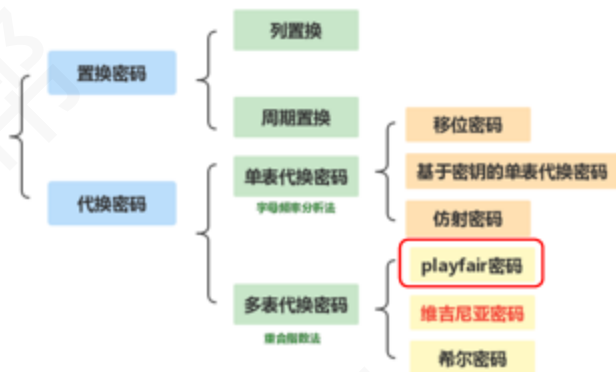 列置换
置换密码
周期置换
移位密码
单表代换密码
基于密钥的单表代换密码
字母频率分析法
代换密码
仿射密码
playfair密码
多表代换密码
维吉尼亚密码
重合指数法
希尔密码